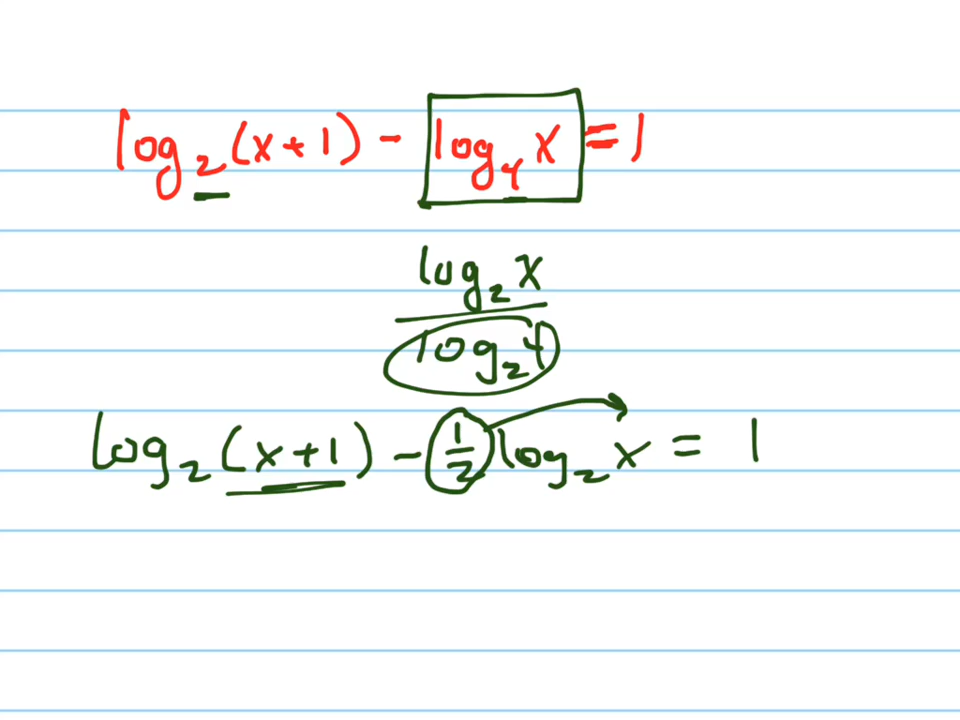 log₂(x+1) - log₄x = 1
log₂x
log₂4
log₂(x+1) - 1/2 log₂x = 1